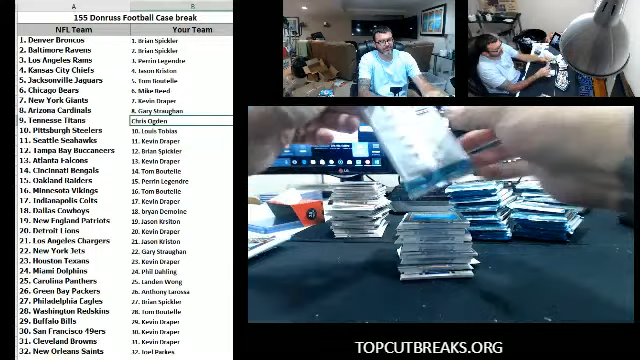 A B
155 Donruss Football Case break
NFL Team Your Team
1. Denver Broncos 1. Brian Spickler
2. Baltimore Ravens 2. Brian Spickler
3. Los Angeles Rams 3. Perrin Legendre
4. Kansas City Chiefs 4. Jason Kriston
5. Jacksonville Jaguars 5. Tom Boutelle
6. Chicago Bears 6. Mike Reed
7. New York Giants 7. Kevin Draper
8. Arizona Cardinals 8. Gary Straughan
9. Tennesse Titans Chris Ogden
10. Pittsburgh Steelers 10. Louis Tobias
11. Seattle Seahawks 11. Kevin Draper
12. Tampa Bay Buccaneers 12. Brian Spickler
13. Atlanta Falcons 13. Kevin Draper
14. Cincinnati Bengals 14. Tom Boutelle
15. Oakland Raiders 15. Perrin Legendre
16. Minnesota Vikings 16. Tom Boutelle
17. Indianapolis Colts 17. Kevin Draper
18. Dallas Cowboys 18. bryan Demoine
19. New England Patriots 19. Jason Kriston
20. Detroit Lions 20. Kevin Draper
21. Los Angeles Chargers 21. Jason Kriston
22. New York Jets 22. Gary Straughan
23. Houston Texans 23. Kevin Draper
24. Miami Dolphins 24. Phil Dahling
25. Carolina Panthers 25. Landen Wong
26. Green Bay Packers 26. Anthony Larossa
27. Philadelphia Eagles 27. Brian Spickler
28. Washington Redskins 28. Tom Boutelle
29. Buffalo Bills 29. Kevin Draper
30. San Francisco 49ers 30. Kevin Draper
31. Cleveland Browns 31. Kevin Draper
32. New Orleans Saints 32. Joel Parkes
TOPCUTBREAKS.ORG